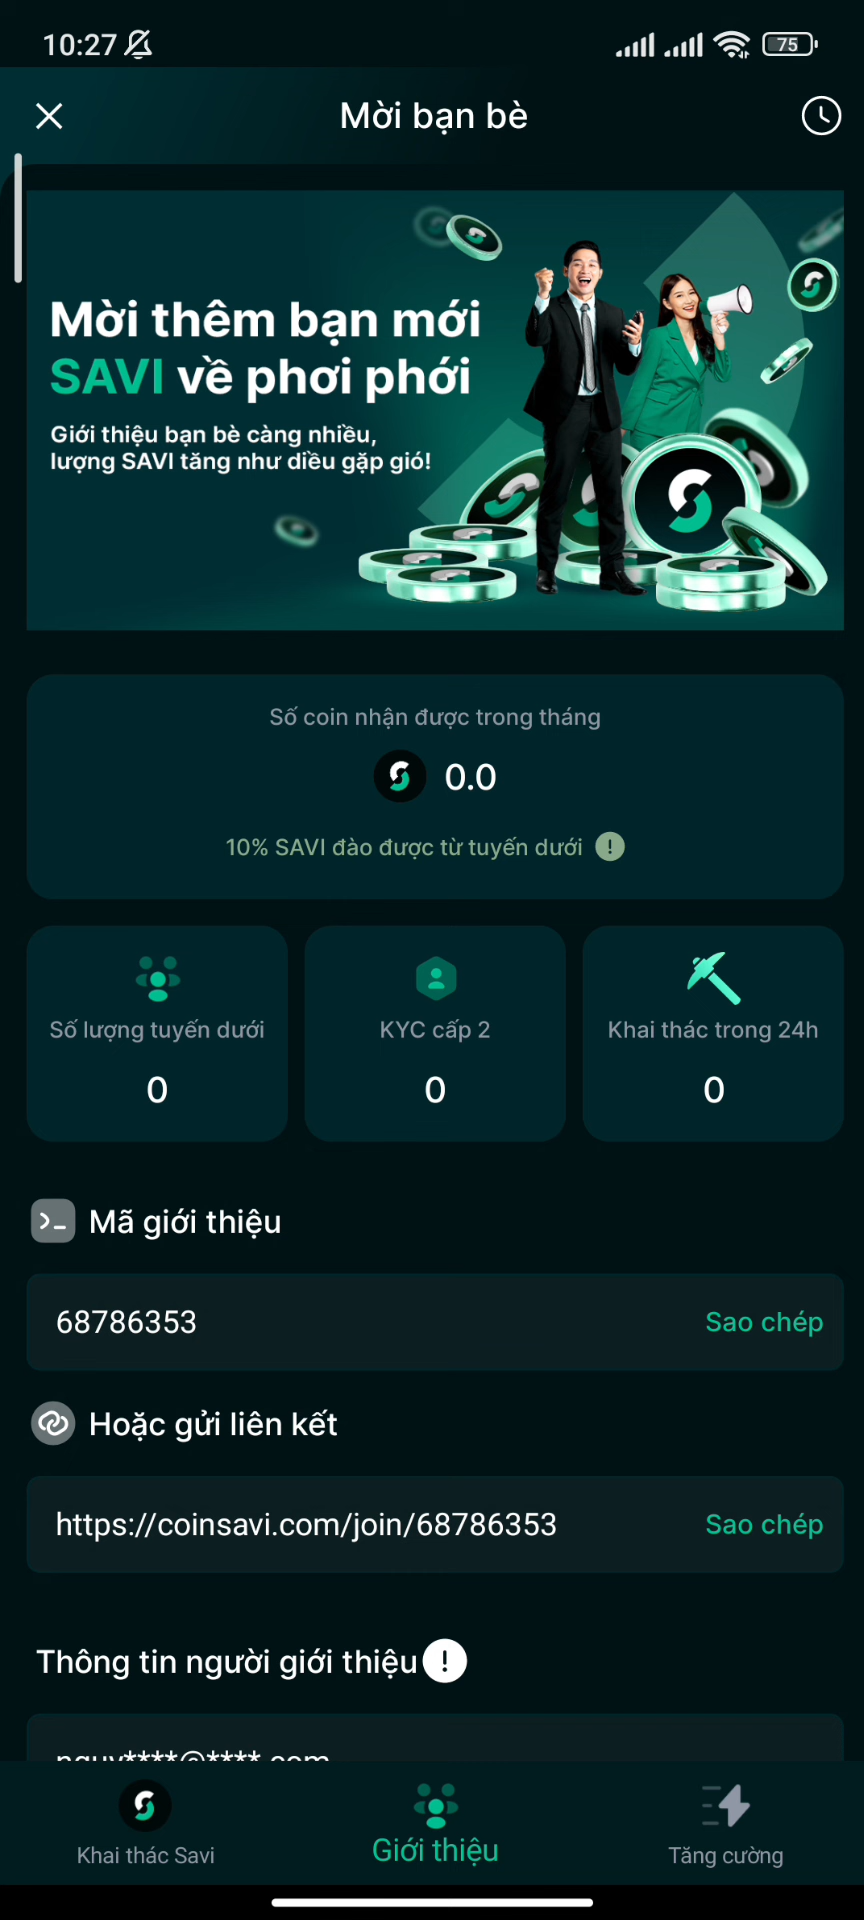 10:27
75
Mời bạn bè
Mời thêm bạn mới
SAVI về phơi phới
Giới thiệu bạn bè càng nhiều,
lượng SAVI tăng như diều gặp gió!
Số coin nhận được trong tháng
0.0
10% SAVI đào được từ tuyến dưới
Số lượng tuyến dưới
0
KYC cấp 2
0
Khai thác trong 24h
0
Mã giới thiệu
68786353
Sao chép
Hoặc gửi liên kết
https://coinsavi.com/join/68786353
Sao chép
Thông tin người giới thiệu
nguy****@****.com
Khai thác Savi
Giới thiệu
Tăng cường